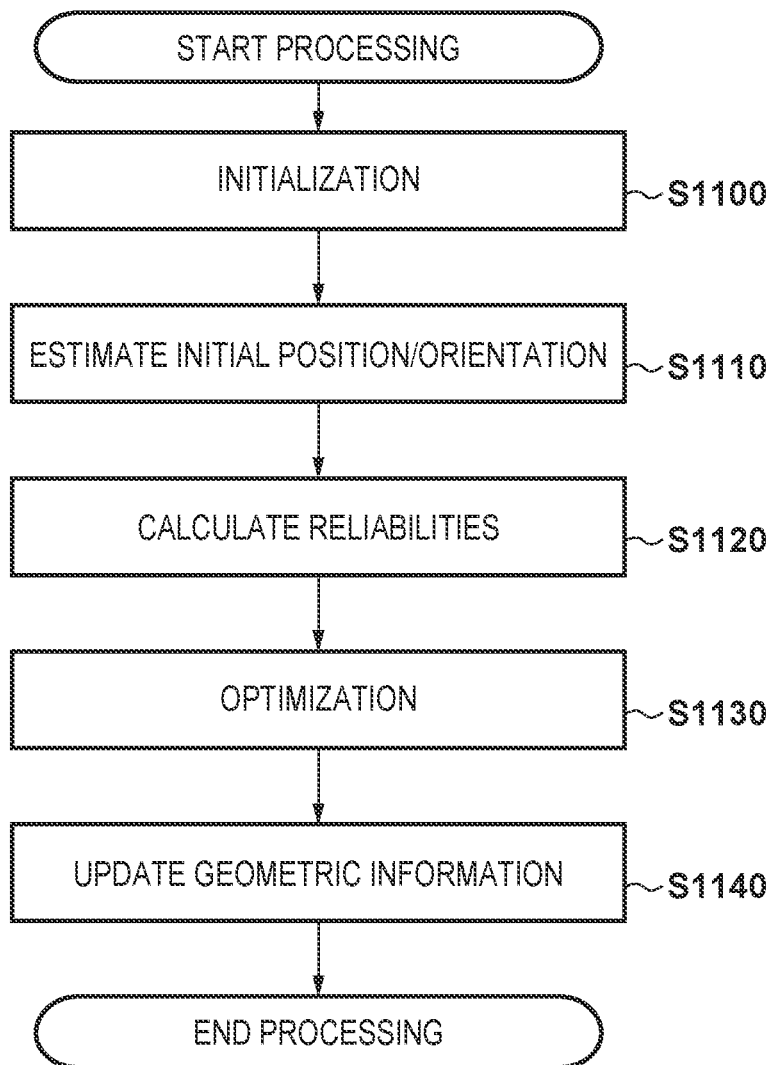 START PROCESSING
INITIALIZATION
S1100
ESTIMATE INITIAL POSITION/ORIENTATION
S1110
CALCULATE RELIABILITIES
S1120
OPTIMIZATION
S1130
UPDATE GEOMETRIC INFORMATION
S1140
END PROCESSING